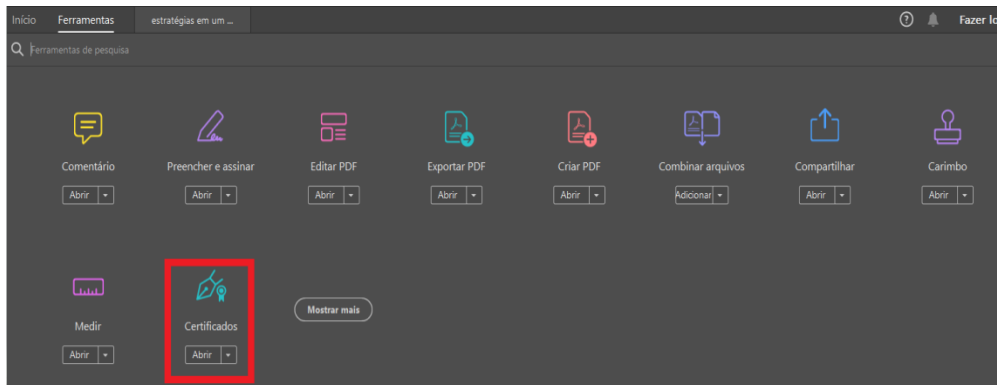 Início Ferramentas estratégias em um ... Fazer lo
Ferramentas de pesquisa
Comentário Preencher e assinar Editar PDF Exportar PDF Criar PDF Combinar arquivos Compartilhar Carimbo
Abrir Abrir Abrir Abrir Abrir Adicionar Abrir Abrir
Mostrar mais
Medir Certificados
Abrir Abrir